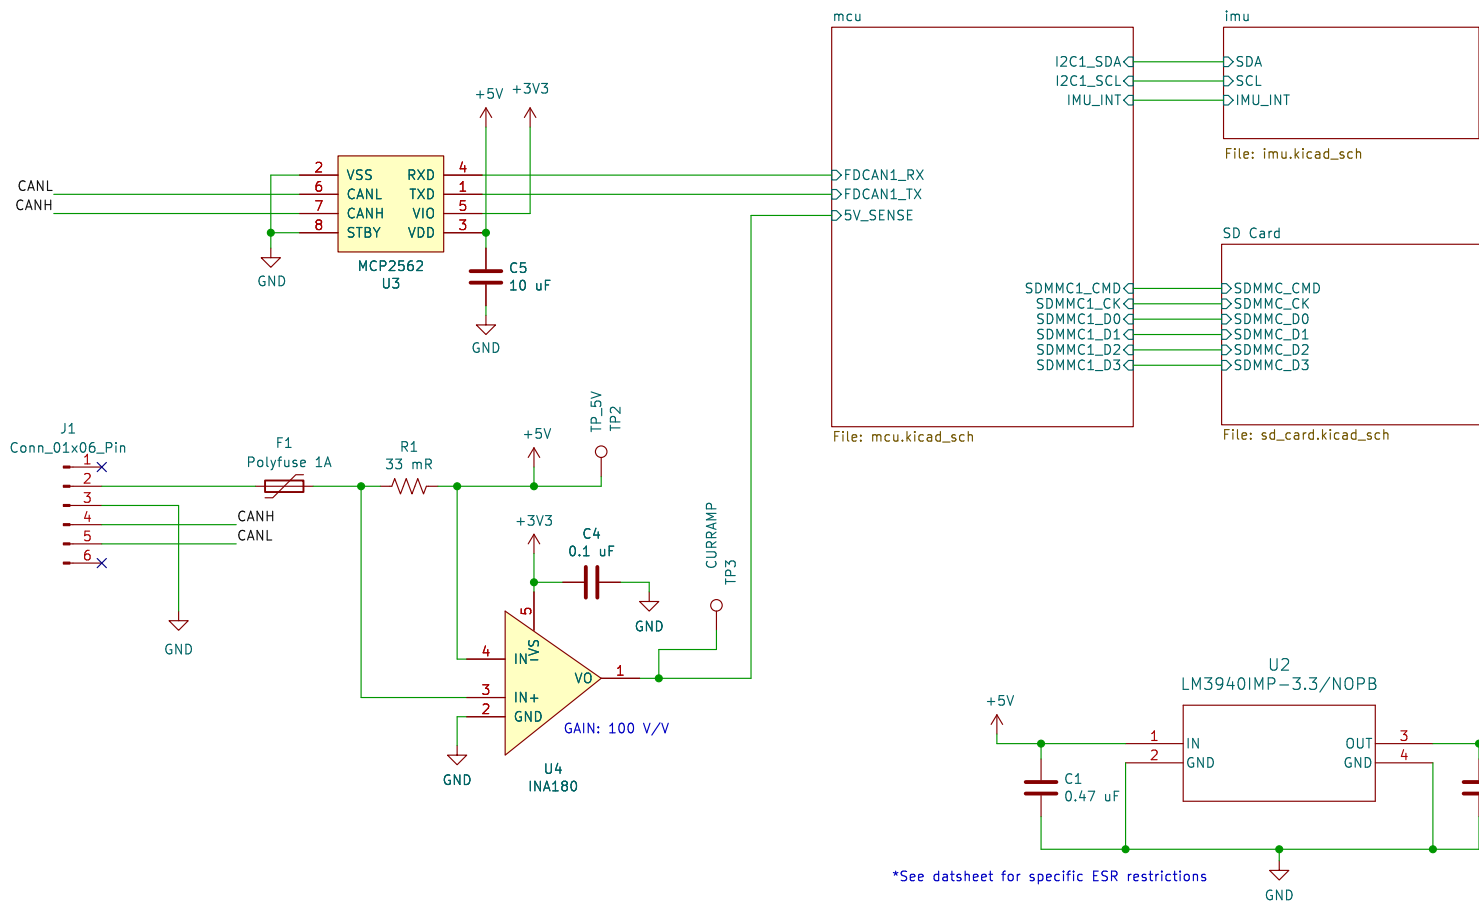 mcu
imu
I2C1_SDA
SDA
I2C1_SCL
SCL
IMU_INT
IMU_INT
File: imu.kicad_sch
+5V
+3V3
2
VSS
RXD
4
FDCAN1_RX
CANL
6
CANL
TXD
1
FDCAN1_TX
CANH
7
CANH
VIO
5
5V_SENSE
8
STBY
VDD
3
MCP2562
U3
GND
C5
10 uF
GND
SD Card
SDMMC1_CMD
SDMMC_CMD
SDMMC1_CK
SDMMC_CK
SDMMC1_D0
SDMMC_D0
SDMMC1_D1
SDMMC_D1
SDMMC1_D2
SDMMC_D2
SDMMC1_D3
SDMMC_D3
File: mcu.kicad_sch
File: sd_card.kicad_sch
J1
Conn_01x06_Pin
1
2
3
4
5
6
CANH
CANL
GND
F1
Polyfuse 1A
R1
33 mR
+5V
TP_5V
TP2
+3V3
C4
0.1 uF
GND
CURRAMP
TP3
5
VS
4
IN-
VO
1
3
IN+
2
GND
GAIN: 100 V/V
GND
U4
INA180
U2
LM3940IMP-3.3/NOPB
+5V
1
IN
OUT
3
2
GND
GND
4
C1
0.47 uF
*See datsheet for specific ESR restrictions
GND